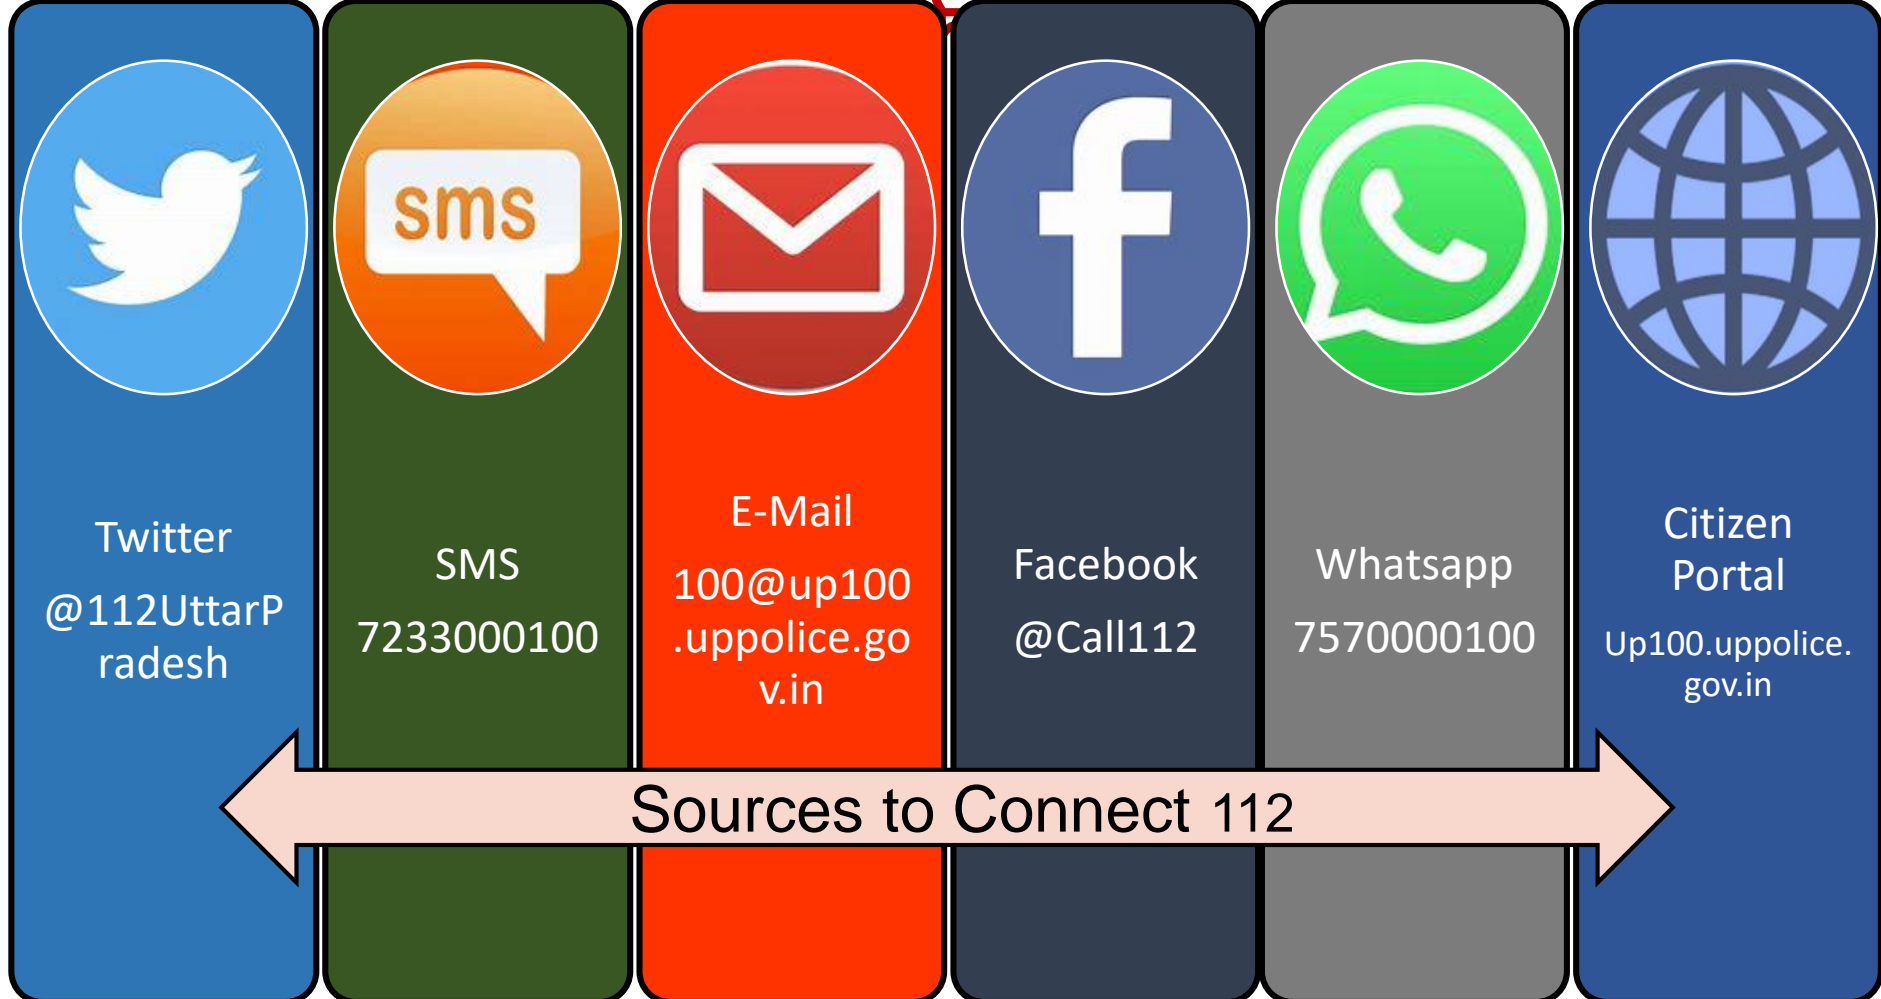 sms
Twitter
@112UttarP
radesh
SMS
7233000100
E-Mail
100@up100
.uppolice.go
v.in
Facebook
@Call112
Whatsapp
7570000100
Citizen
Portal
Up100.uppolice.
gov.in
Sources to Connect 112